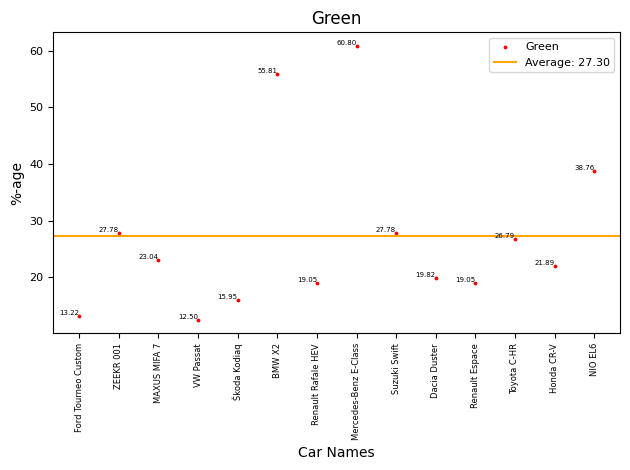 Green
Green
Average: 27.30
%-age
60
50
40
30
20
13.22
27.78
23.04
12.50
15.95
55.81
19.05
60.80
27.78
19.82
19.05
26.79
21.89
38.76
Ford Tourneo Custom
ZEEKR 001
MAXUS MIFA 7
VW Passat
Škoda Kodiaq
BMW X2
Renault Rafale HEV
Mercedes-Benz E-Class
Suzuki Swift
Dacia Duster
Renault Espace
Toyota C-HR
Honda CR-V
NIO EL6
Car Names